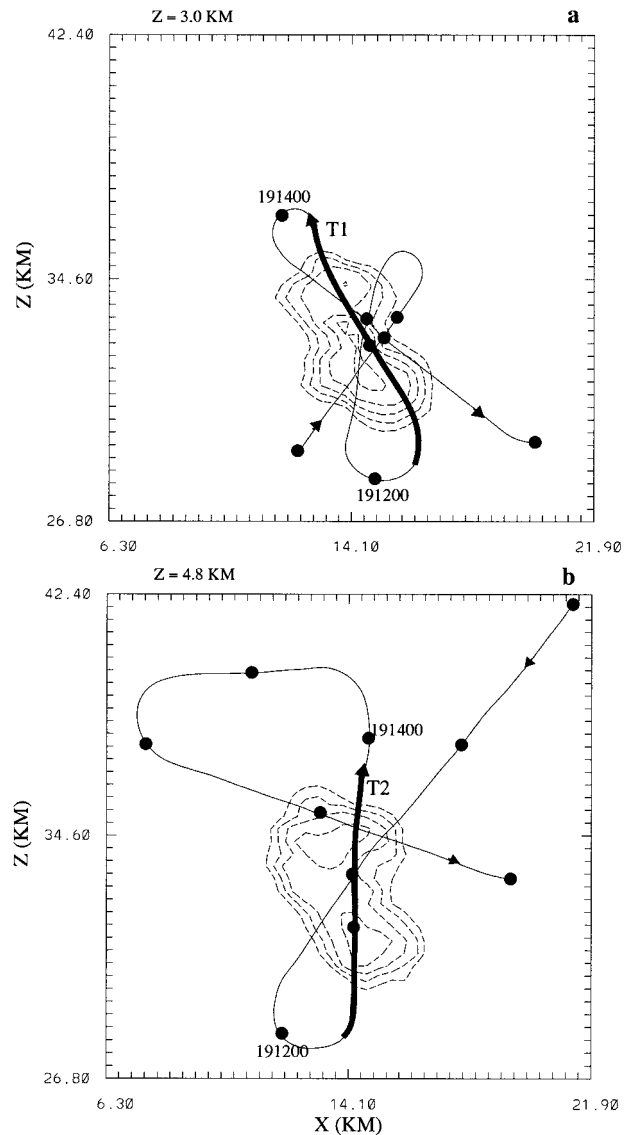 Z = 3.0 KM
a
42.40
191400
T1
34.60
Z (KM)
191200
26.80
6.30 14.10 21.90
Z = 4.8 KM
b
42.40
191400
T2
34.60
Z (KM)
191200
26.80
6.30 14.10 21.90
X (KM)